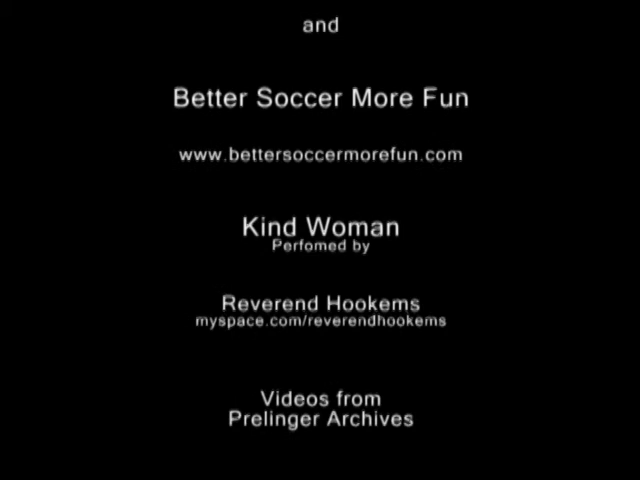 and
Better Soccer More Fun
www.bettersoccermorefun.com
Kind Woman
Perfomed by
Reverend Hookems
myspace.com/reverendhookems
Videos from
Prelinger Archives